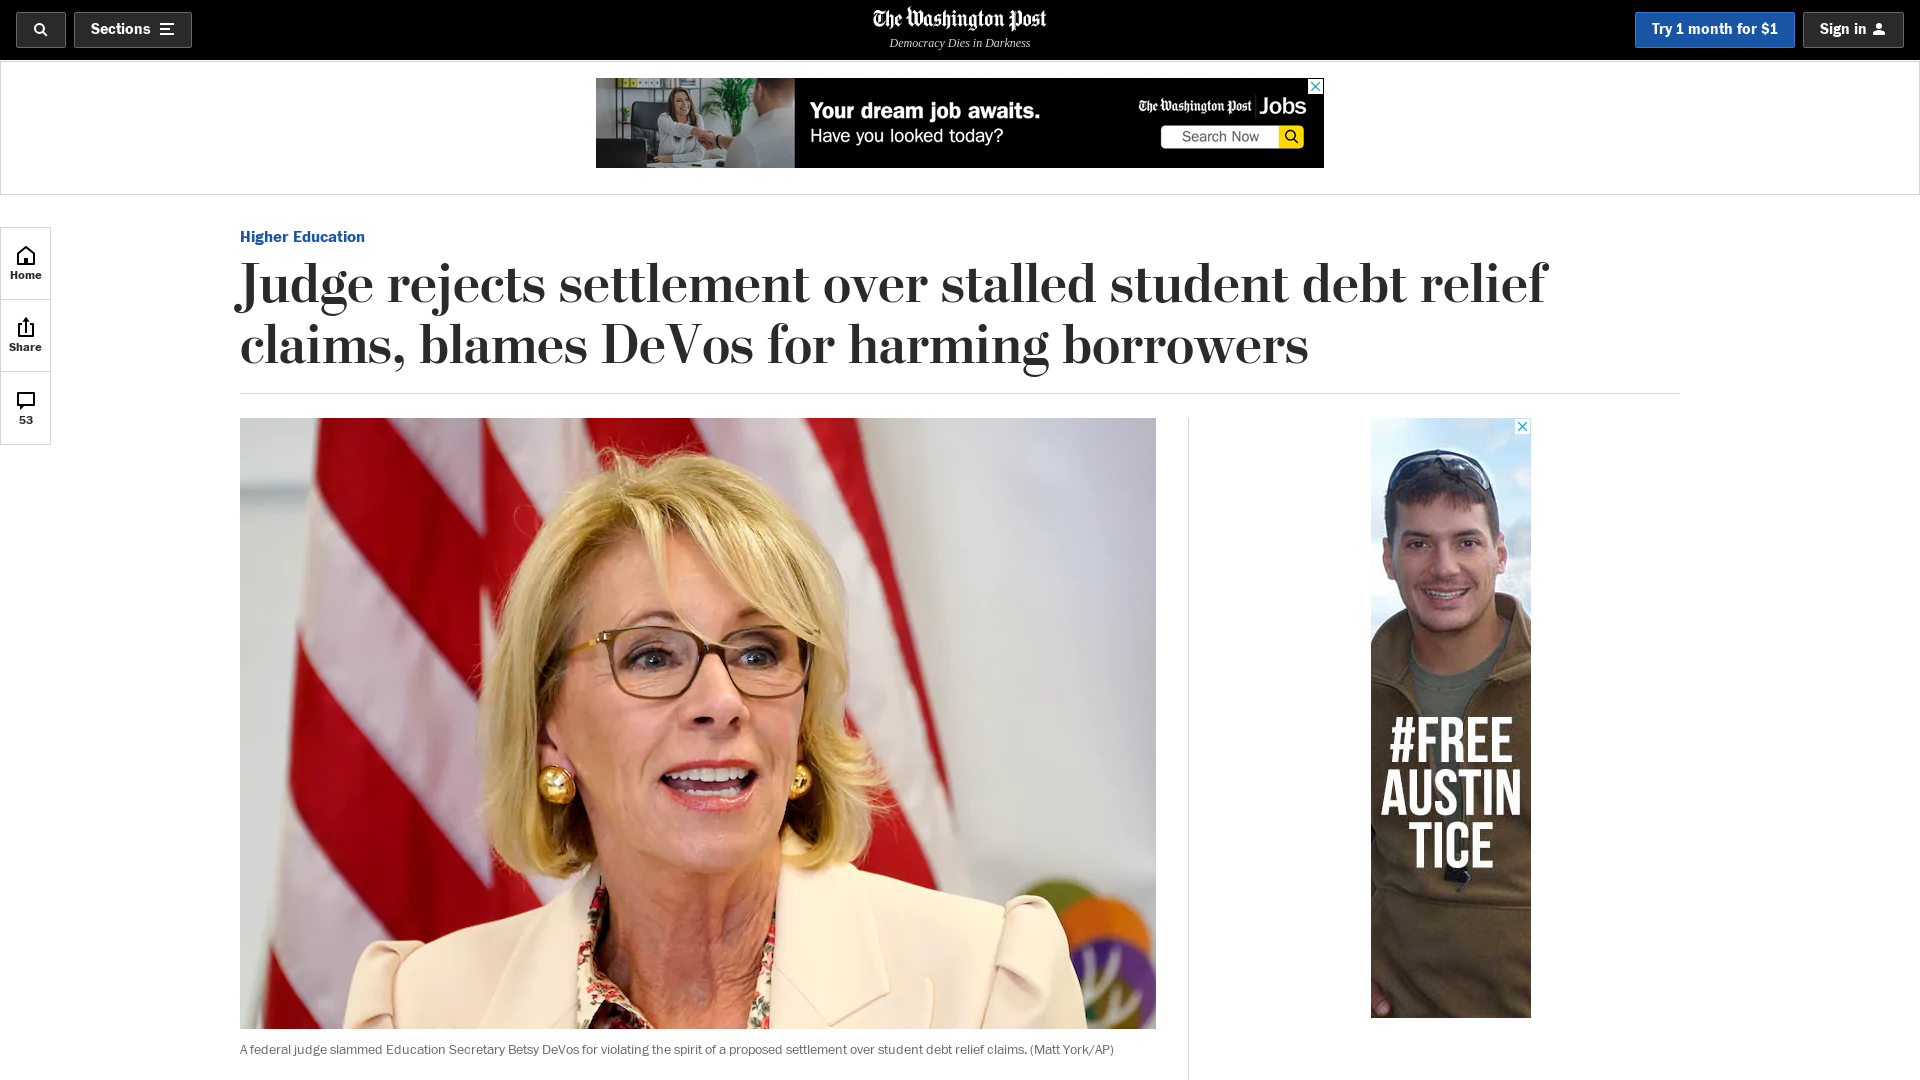 Sections
The Washington Post
Democracy Dies in Darkness
Try 1 month for $1
Sign in
Your dream job awaits.
Have you looked today?
The Washington Post Jobs
Search Now
Home
Share
53
Higher Education
Judge rejects settlement over stalled student debt relief
claims, blames DeVos for harming borrowers
#FREE
AUSTIN
TICE
A federal judge slammed Education Secretary Betsy DeVos for violating the spirit of a proposed settlement over student debt relief claims. (Matt York/AP)